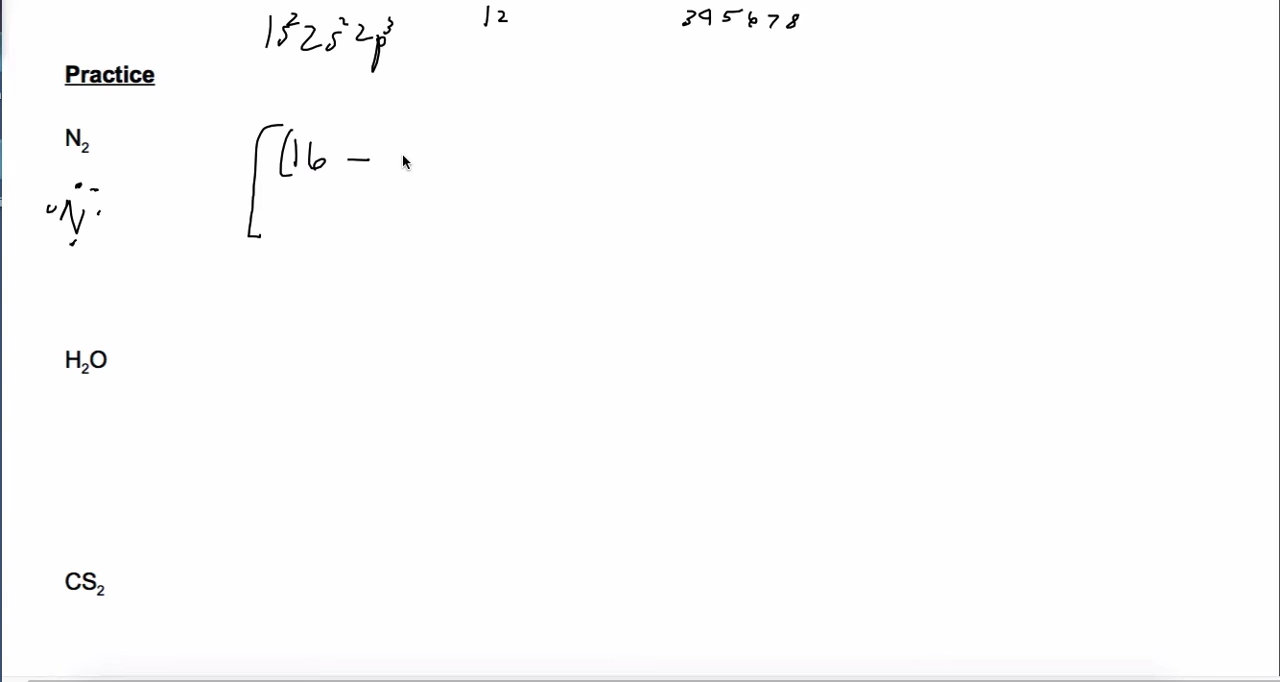 1s²2s²2p³ 12 345678
Practice
N₂
[(16 −
N
H₂O
CS₂